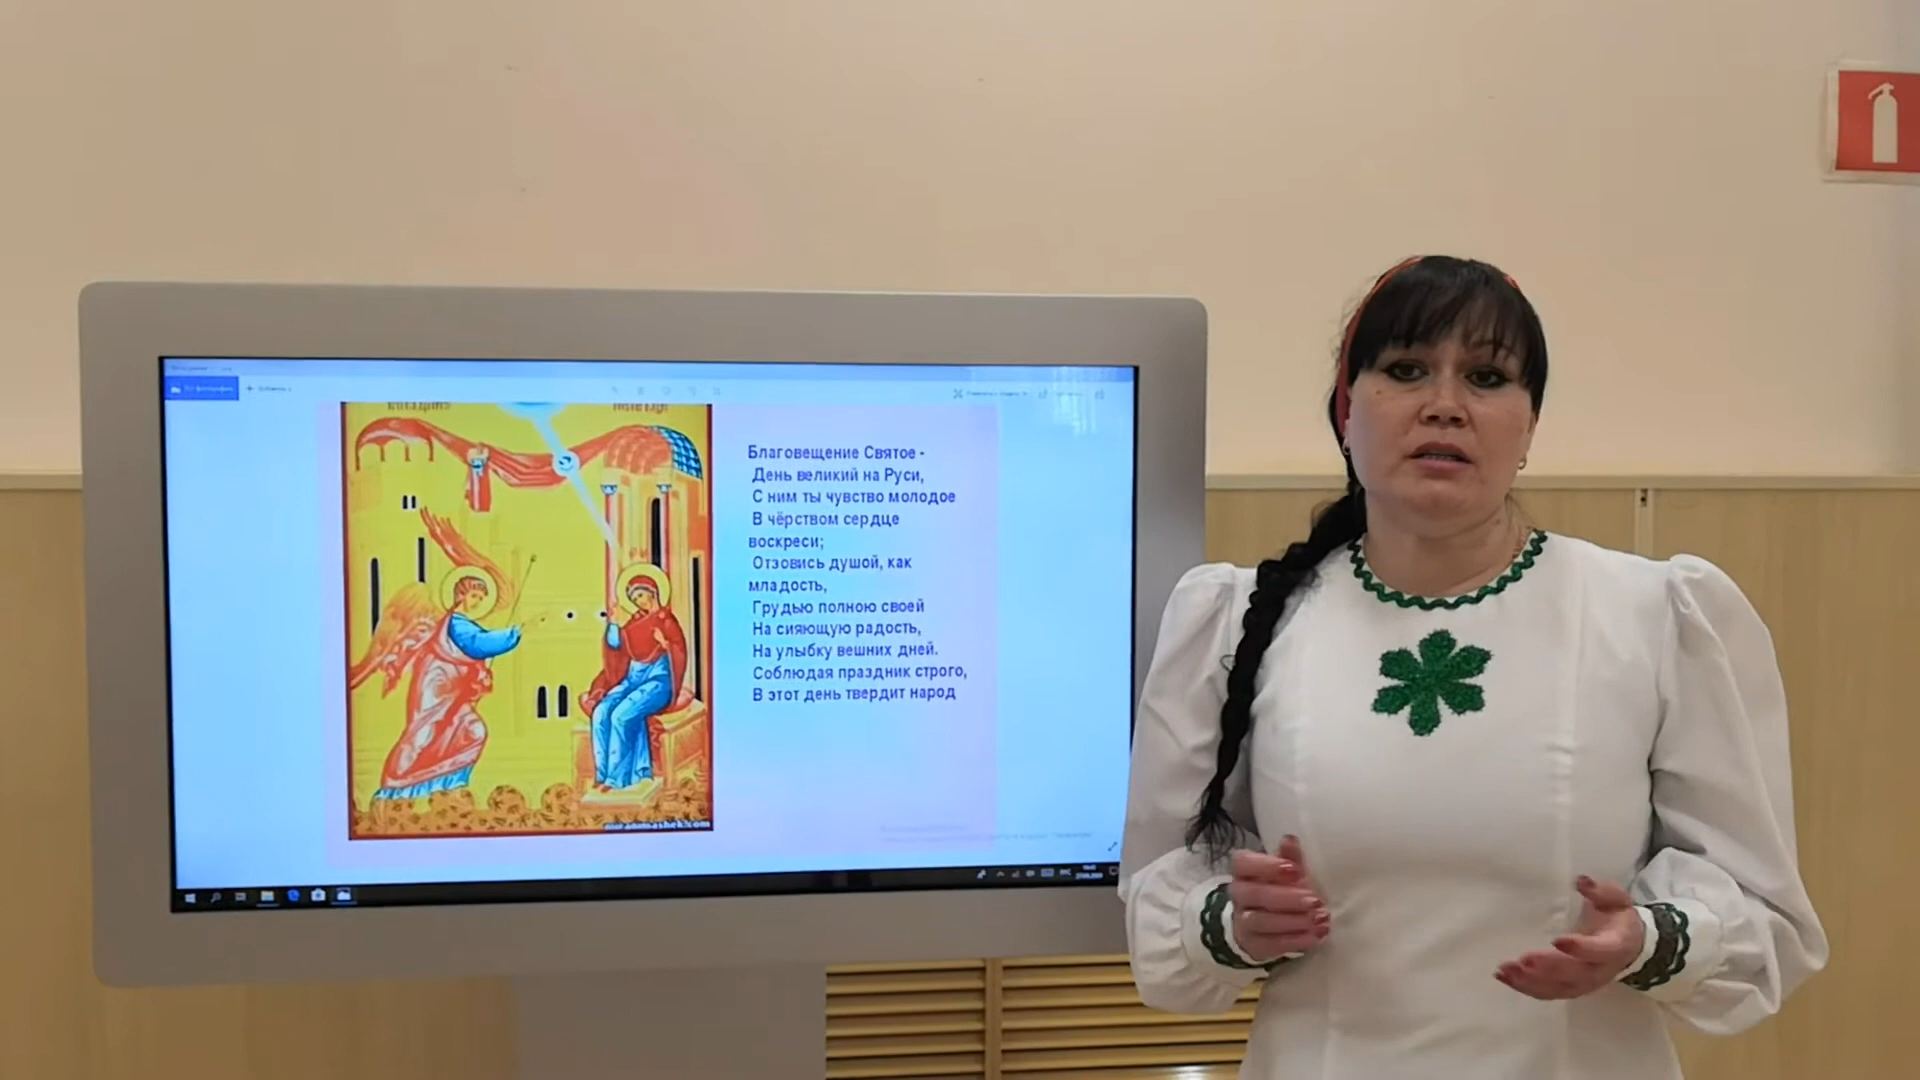 Благовещение Святое -
День великий на Руси,
С ним ты чувство молодое
В чёрством сердце
воскреси;
Отзовись душой, как
младость,
Грудью полною своей
На сияющую радость,
На улыбку вешних дней.
Соблюдая праздник строго,
В этот день твердит народ